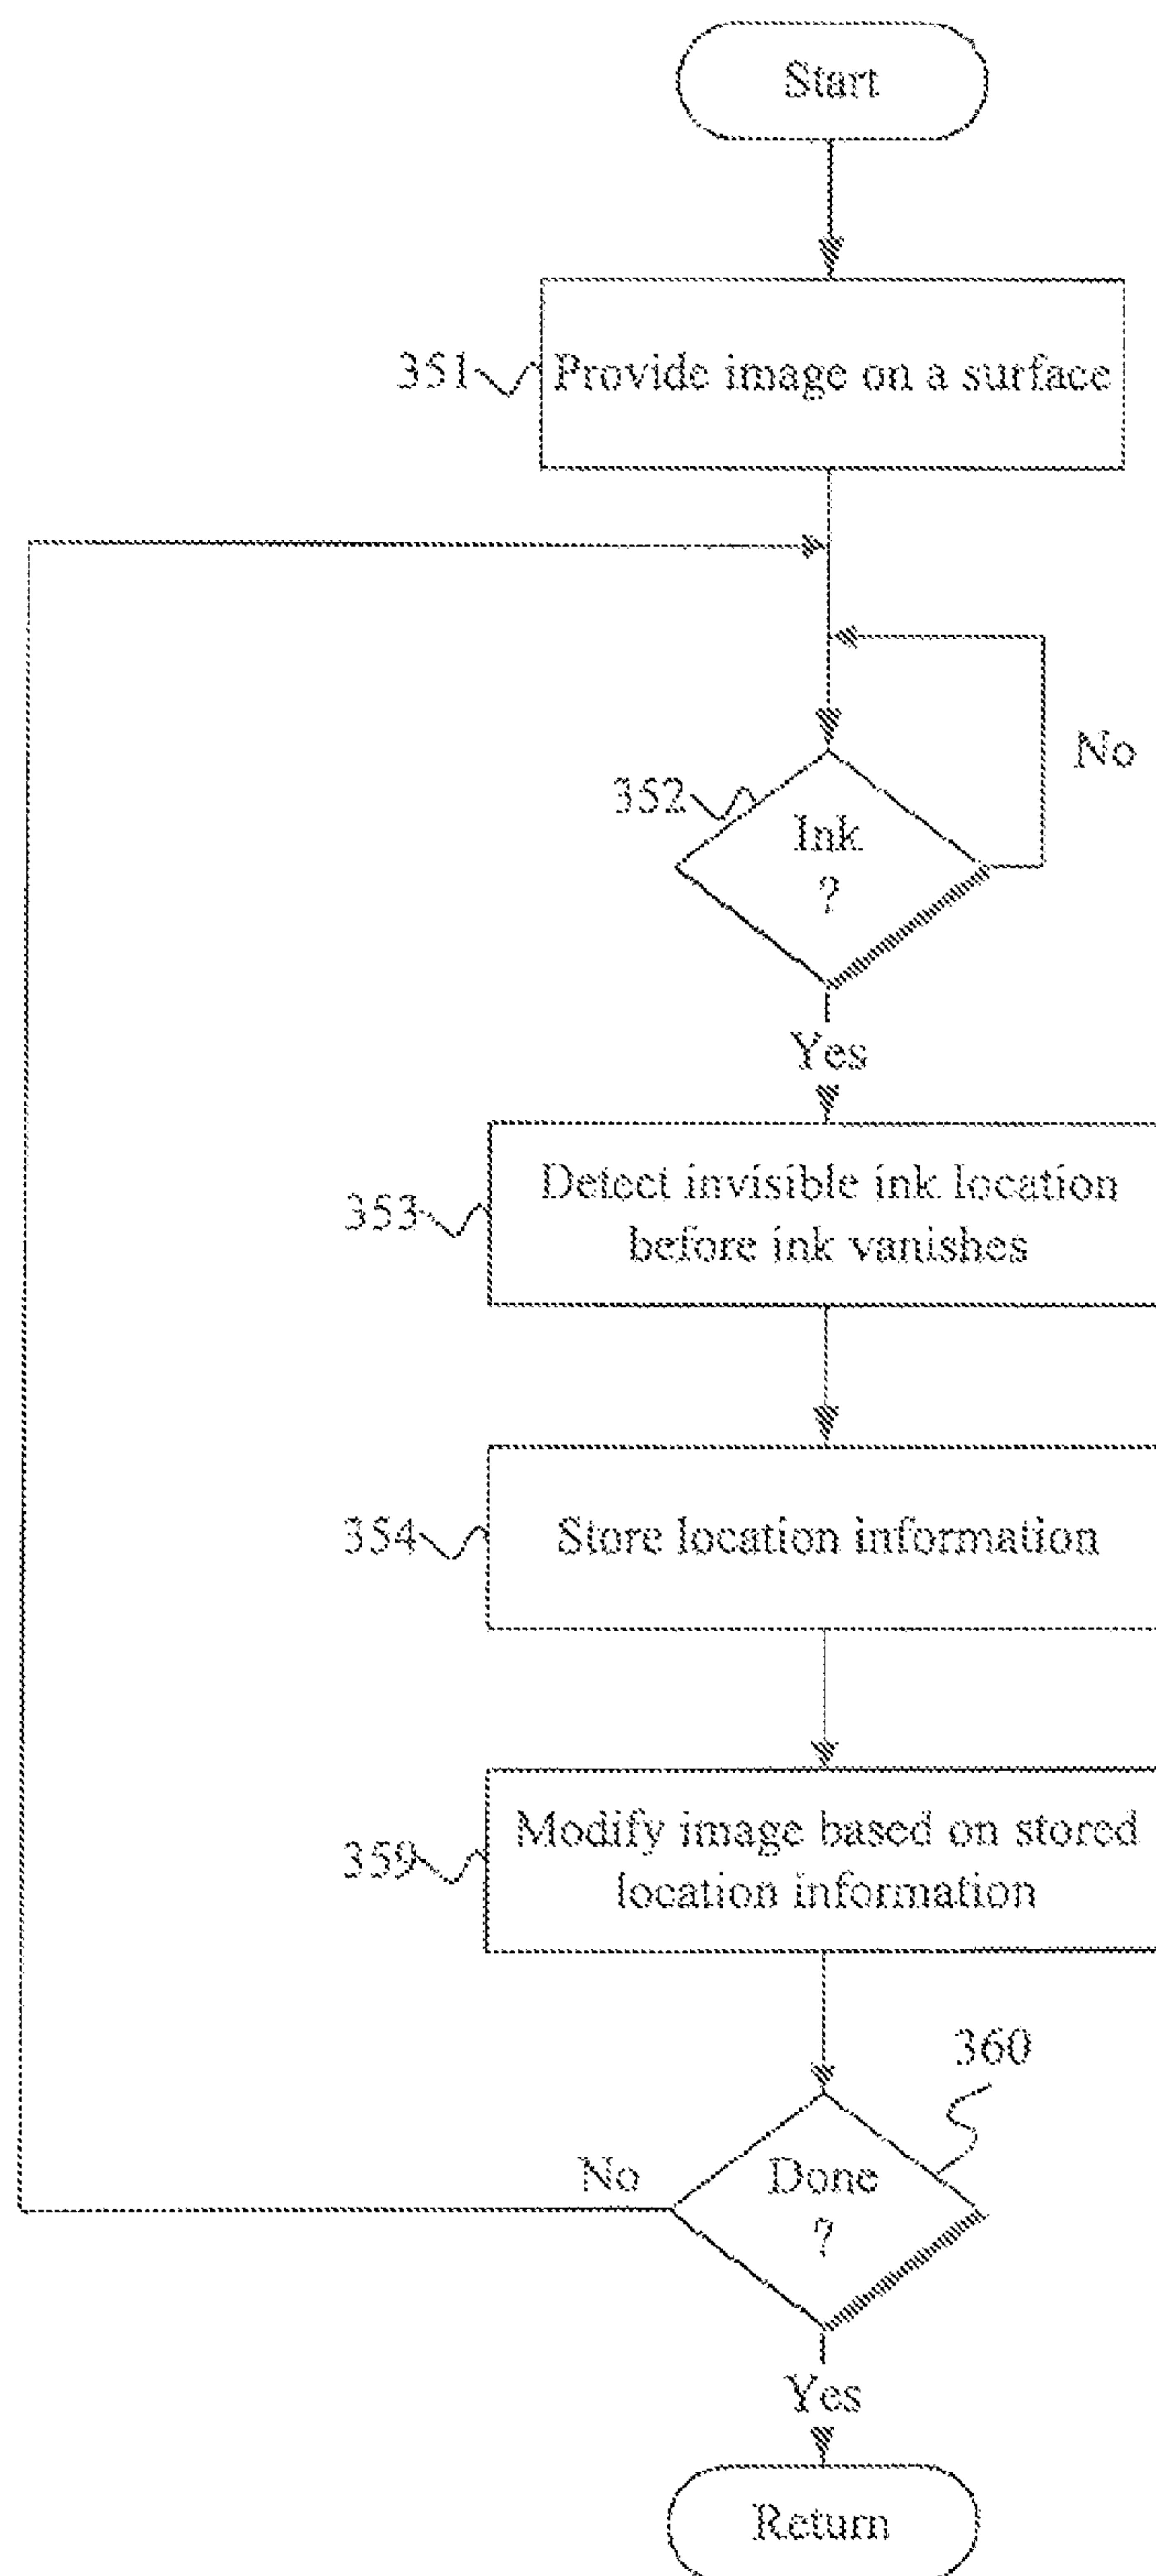 Start
351
Provide image on a surface
No
352
Ink
?
Yes
353
Detect invisible ink location
before ink vanishes
354
Store location information
359
Modify image based on stored
location information
360
No
Done
?
Yes
Return